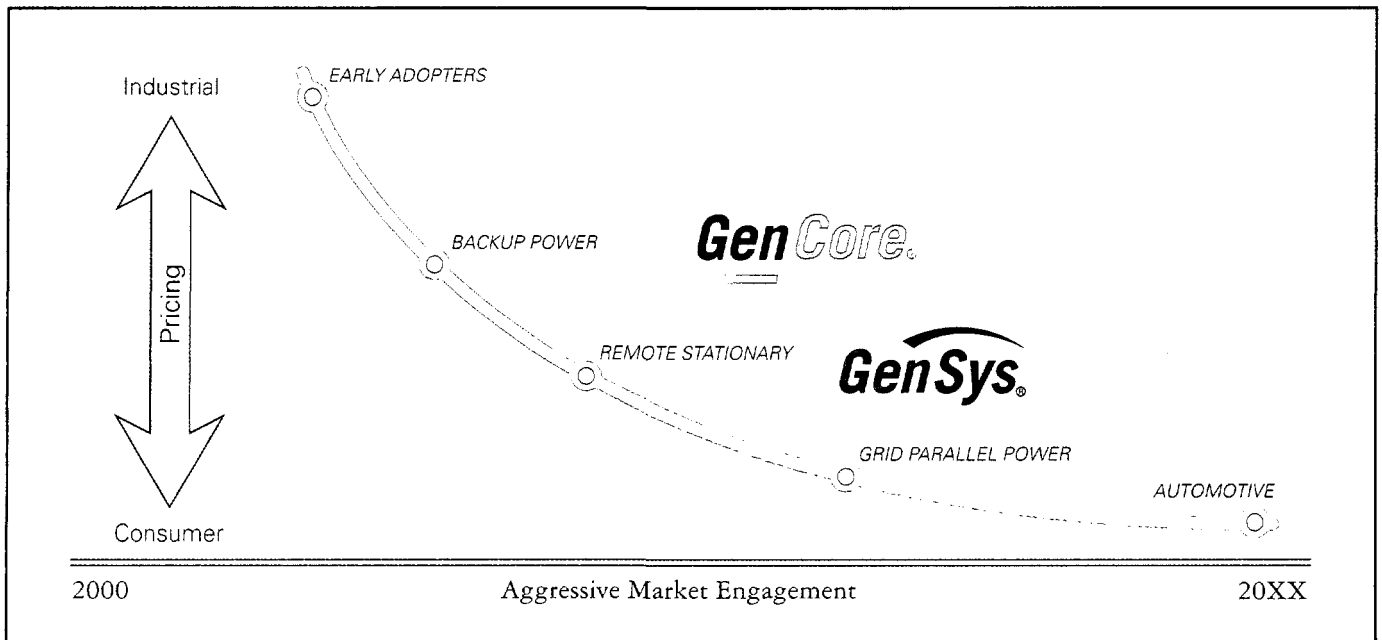 Industrial
EARLY ADOPTERS
Pricing
BACKUP POWER
GenCore®
REMOTE STATIONARY
GenSys®
GRID PARALLEL POWER
AUTOMOTIVE
Consumer
2000 Aggressive Market Engagement 20XX